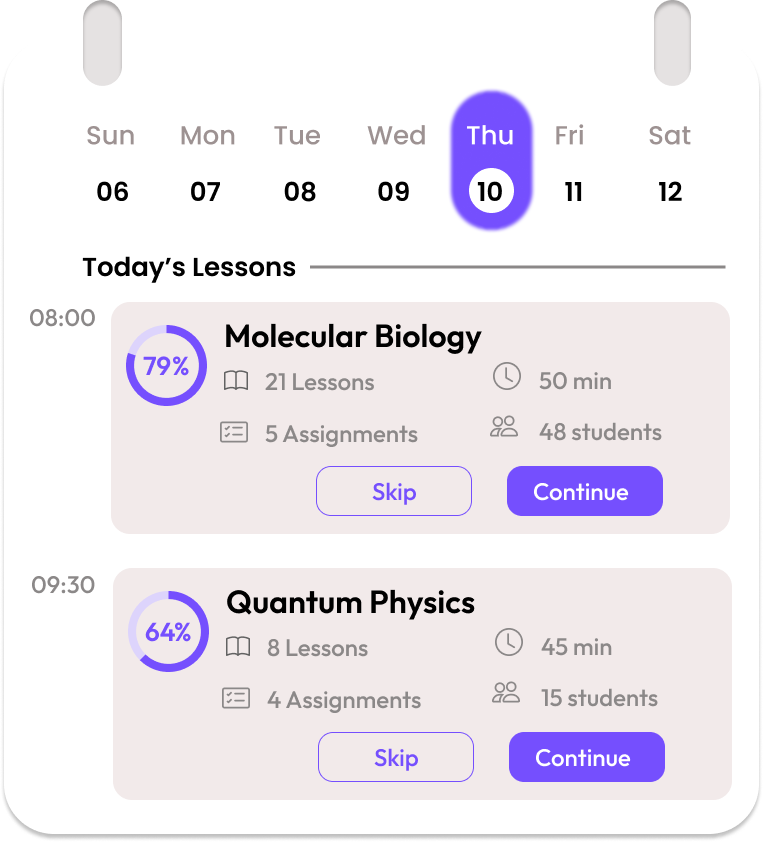 Sun Mon Tue Wed Thu Fri Sat
06 07 08 09 10 11 12
Today’s Lessons
08:00
Molecular Biology
79%
21 Lessons 50 min
5 Assignments 48 students
Skip Continue
09:30
Quantum Physics
64%
8 Lessons 45 min
4 Assignments 15 students
Skip Continue